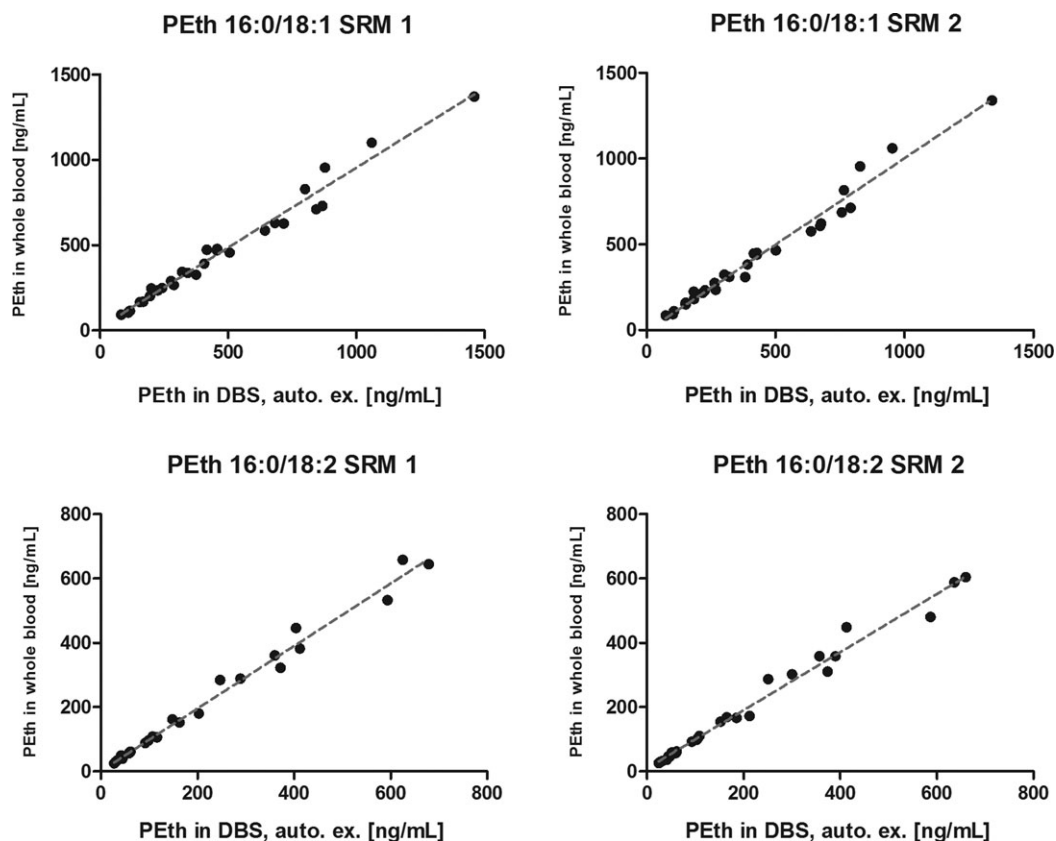 PEth 16:0/18:1 SRM 1
PEth in whole blood [ng/mL]
1500
1000
500
0
0 500 1000 1500
PEth in DBS, auto. ex. [ng/mL]
PEth 16:0/18:1 SRM 2
PEth in whole blood [ng/mL]
1500
1000
500
0
0 500 1000 1500
PEth in DBS, auto. ex. [ng/mL]
PEth 16:0/18:2 SRM 1
PEth in whole blood [ng/mL]
800
600
400
200
0
0 200 400 600 800
PEth in DBS, auto. ex. [ng/mL]
PEth 16:0/18:2 SRM 2
PEth in whole blood [ng/mL]
800
600
400
200
0
0 200 400 600 800
PEth in DBS, auto. ex. [ng/mL]